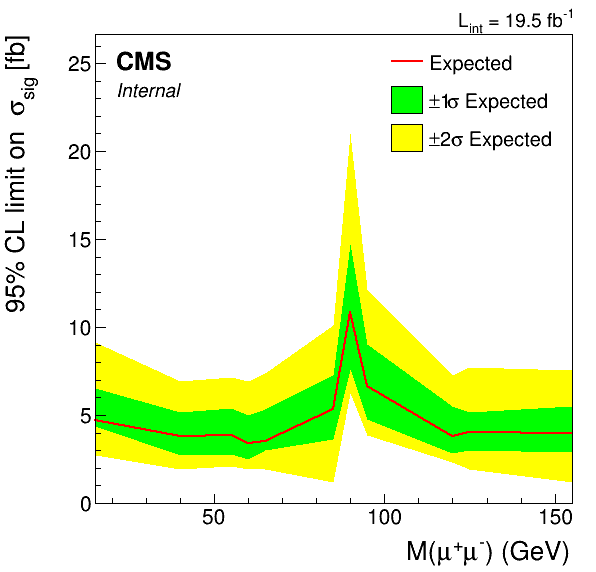 L_int = 19.5 fb^-1
CMS
Internal
Expected
±1σ Expected
±2σ Expected
95% CL limit on σ_sig [fb]
25
20
15
10
5
0
50 100 150
M(μ^+μ^-) (GeV)